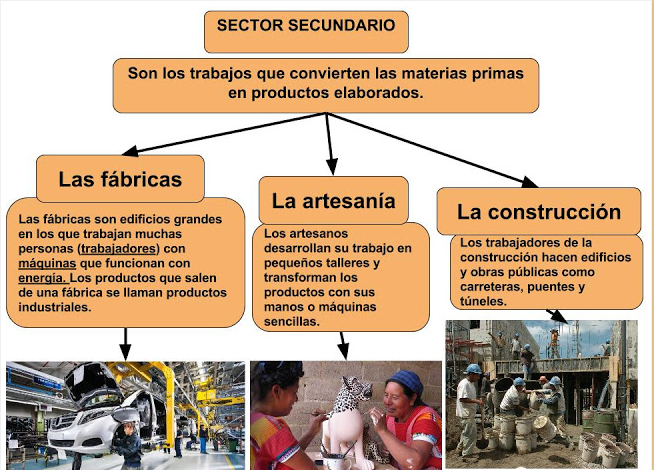 SECTOR SECUNDARIO
Son los trabajos que convierten las materias primas
en productos elaborados.
Las fábricas
Las fábricas son edificios grandes
en los que trabajan muchas
personas (trabajadores) con
máquinas que funcionan con
energía. Los productos que salen
de una fábrica se llaman productos
industriales.
La artesanía
Los artesanos
desarrollan su trabajo en
pequeños talleres y
transforman los
productos con sus
manos o máquinas
sencillas.
La construcción
Los trabajadores de la
construcción hacen edificios
y obras públicas como
carreteras, puentes y
túneles.